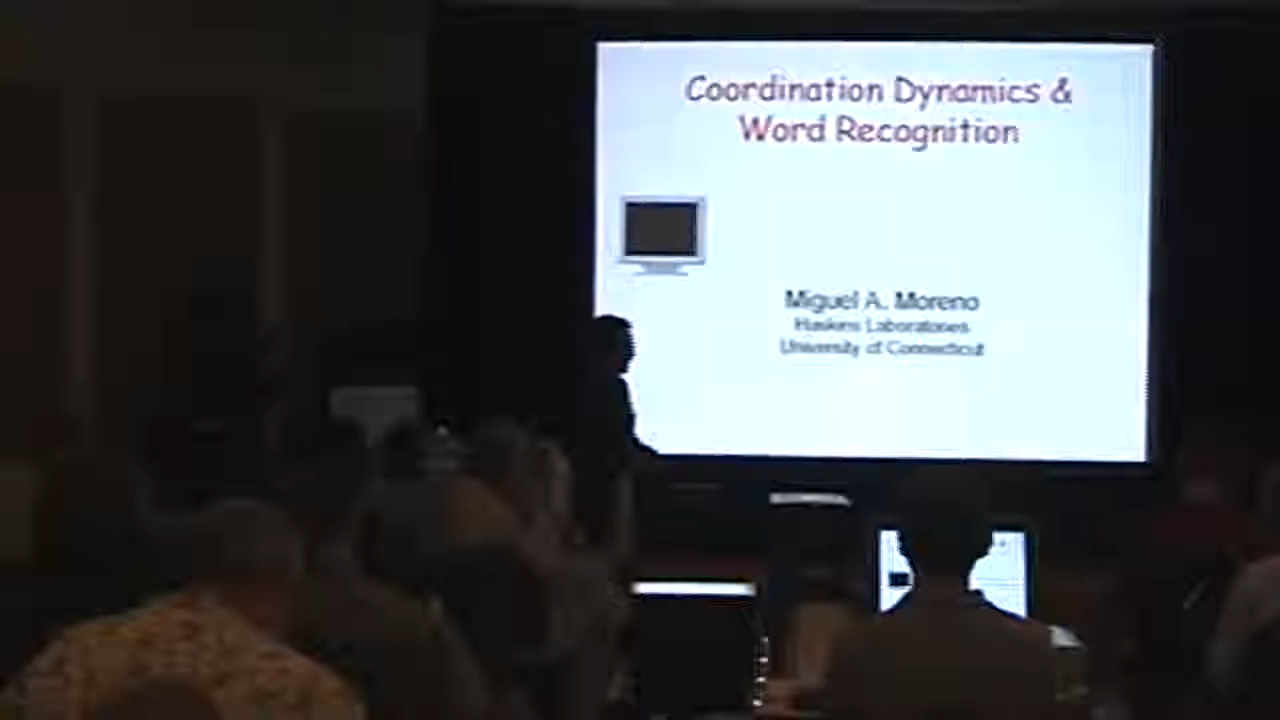 Coordination Dynamics &
Word Recognition
Miguel A. Moreno
Haskins Laboratories
University of Connecticut